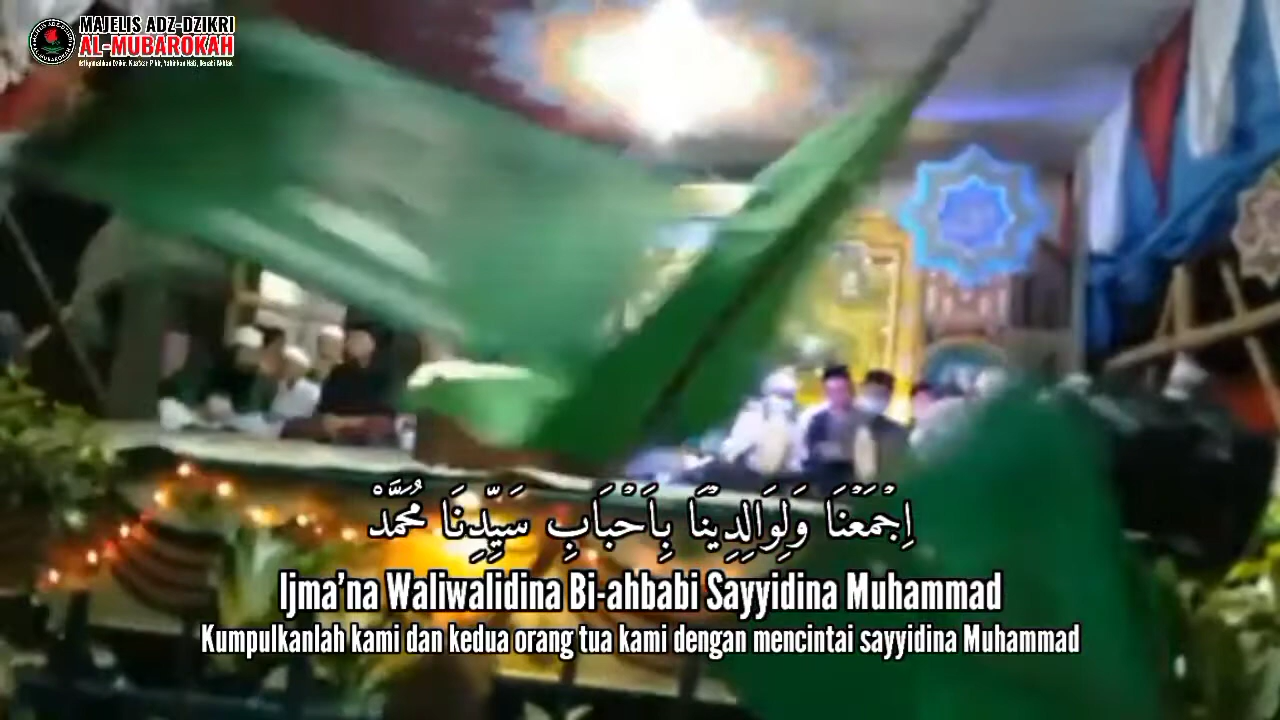 MAJELIS ADZ-DZIKRI
AL-MUBAROKAH
اِجْمَعْنَا وَلِوَالِدِيْنَا بِاَحْبَابِ سَيِّدِنَا مُحَمَّدْ
Ijma'na Waliwalidina Bi-ahbabi Sayyidina Muhammad
Kumpulkanlah kami dan kedua orang tua kami dengan mencintai sayyidina Muhammad